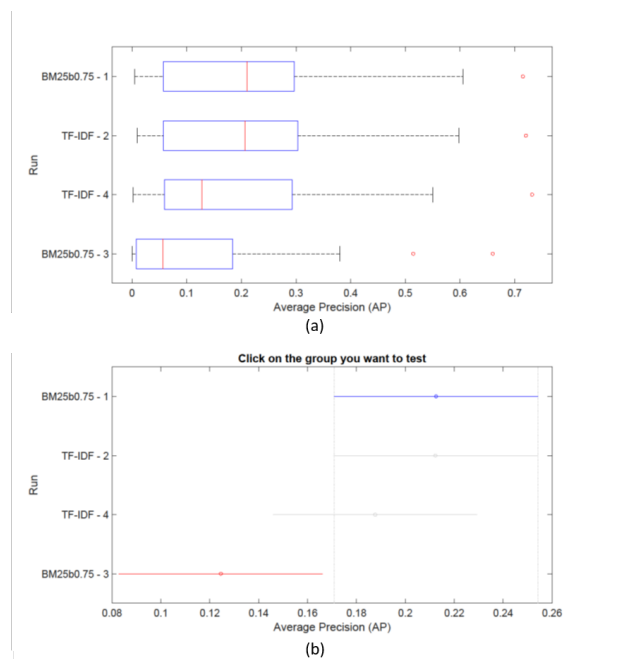 BM25b0.75 - 1
TF-IDF - 2
TF-IDF - 4
BM25b0.75 - 3
Run
0 0.1 0.2 0.3 0.4 0.5 0.6 0.7
Average Precision (AP)
(a)
Click on the group you want to test
BM25b0.75 - 1
TF-IDF - 2
TF-IDF - 4
BM25b0.75 - 3
Run
0.08 0.1 0.12 0.14 0.16 0.18 0.2 0.22 0.24 0.26
Average Precision (AP)
(b)